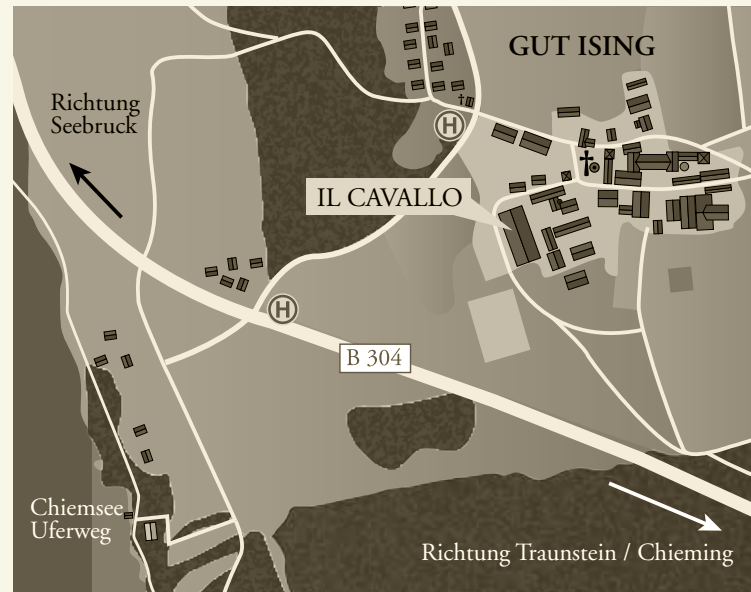 GUT ISING
Richtung
Seebruck
H
IL CAVALLO
H
B 304
Chiemsee
Uferweg
Richtung Traunstein / Chieming